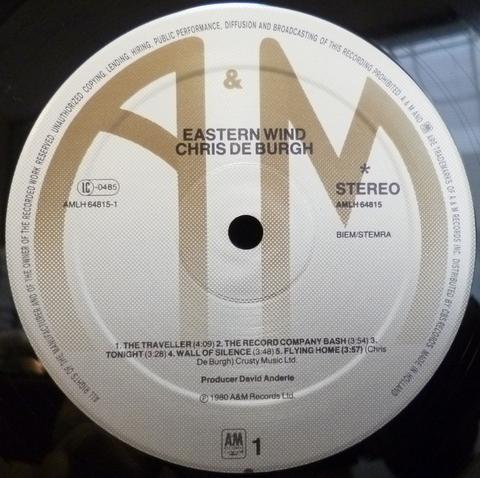 ALL RIGHTS OF THE MANUFACTURER AND OF THE OWNER OF THE RECORDED WORK RESERVED. UNAUTHORIZED COPYING, LENDING, HIRING, PUBLIC PERFORMANCE, DIFFUSION AND BROADCASTING OF THIS RECORDING PROHIBITED. A & M AND A&M ARE TRADEMARKS OF A & M RECORDS INC. DISTRIBUTED BY CBS RECORDS. MADE IN HOLLAND
A & M
EASTERN WIND
CHRIS DE BURGH
LC-0485
AMLH 64815-1
*
STEREO
AMLH 64815
BIEM/STEMRA
1. THE TRAVELLER (4:09) 2. THE RECORD COMPANY BASH (3:54) 3.
TONIGHT (3:28) 4. WALL OF SILENCE (3:48) 5. FLYING HOME (3:57) (Chris
De Burgh) Crusty Music Ltd.
Producer David Anderle
℗ 1980 A&M Records Ltd.
A&M
RECORDS
1